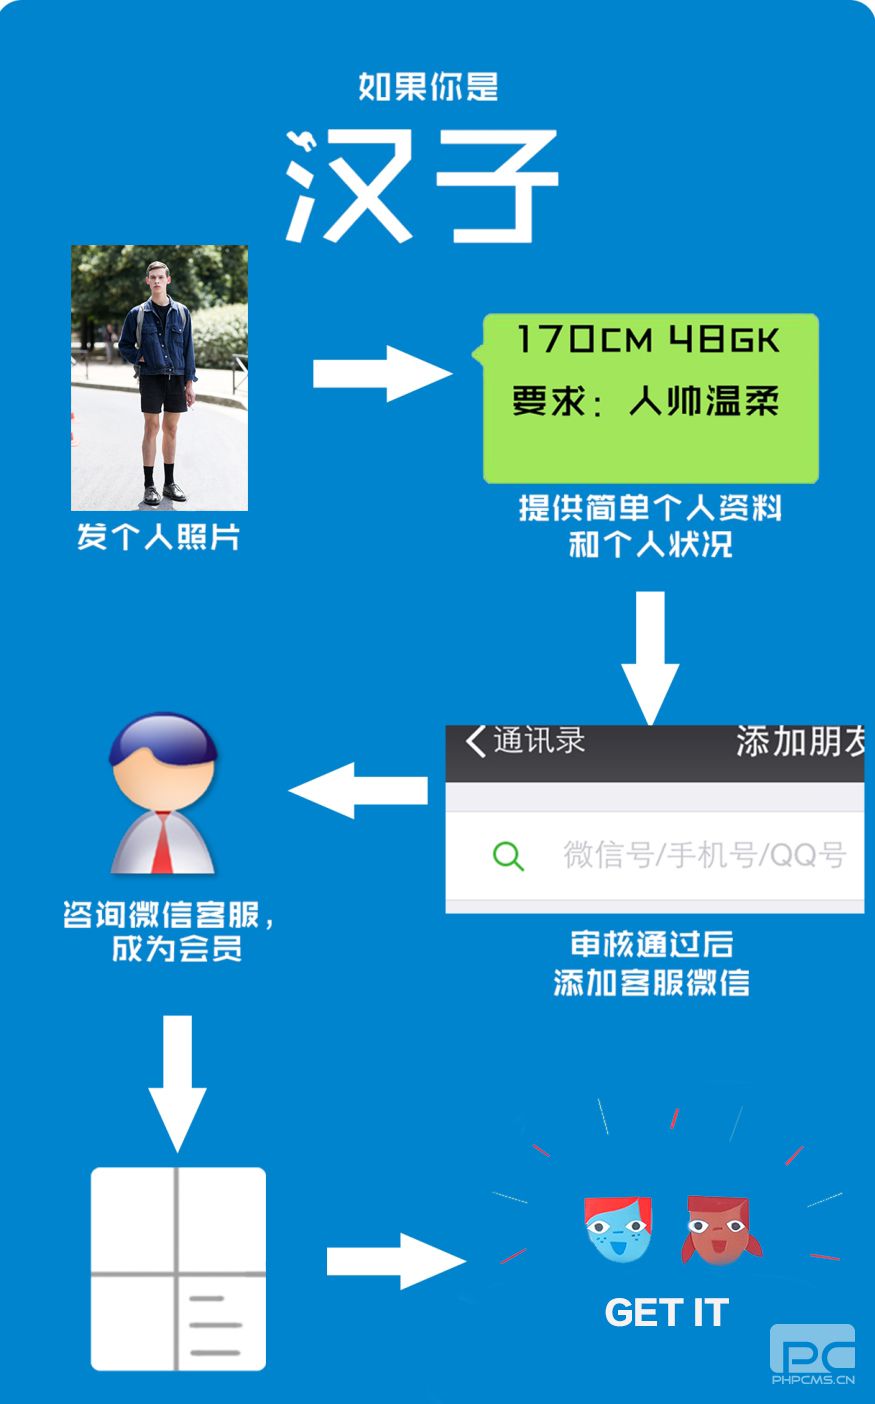 如果你是
汉子
170CM 48GK
要求：人帅温柔
发个人照片
提供简单个人资料
和个人状况
通讯录
添加朋友
微信号/手机号/QQ号
咨询微信客服，
成为会员
审核通过后
添加客服微信
GET IT
PC
PHPCMS.CN